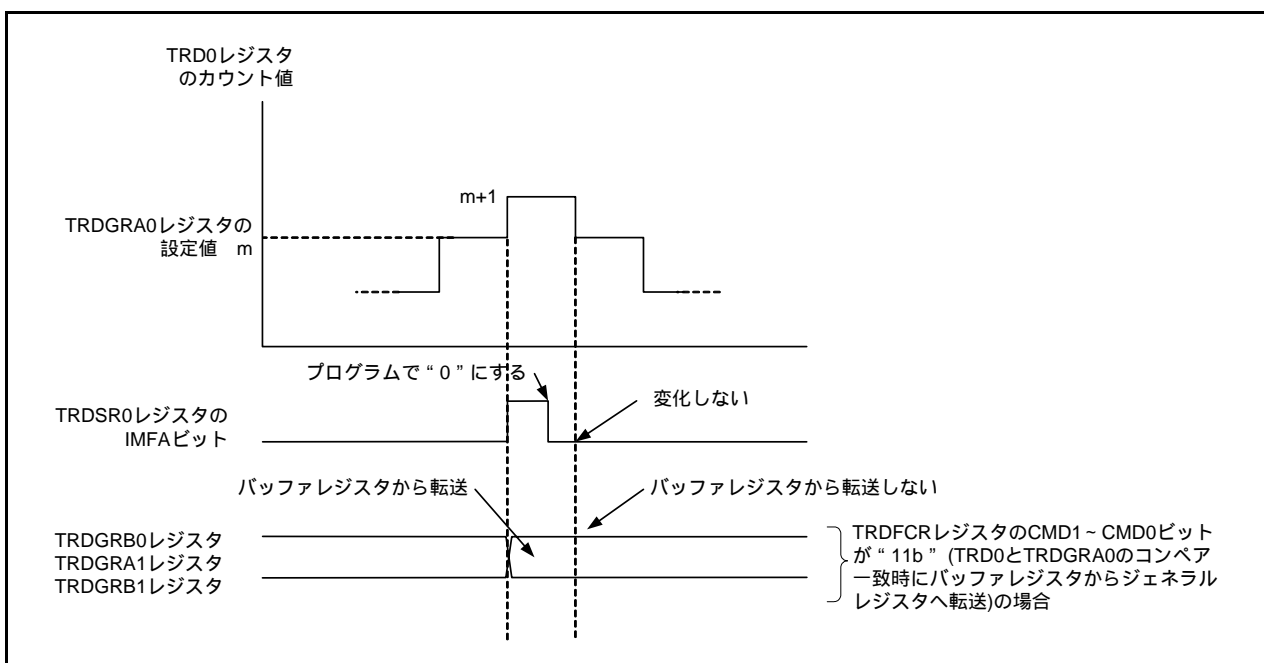 TRD0レジスタ
のカウント値
m+1
TRDGRA0レジスタの
設定値 m
プログラムで“0”にする
変化しない
TRDSR0レジスタの
IMFAビット
バッファレジスタから転送
バッファレジスタから転送しない
TRDGRB0レジスタ
TRDGRA1レジスタ
TRDGRB1レジスタ
TRDFCRレジスタのCMD1~CMD0ビット
が“11b”(TRD0とTRDGRA0のコンペア
一致時にバッファレジスタからジェネラル
レジスタへ転送)の場合